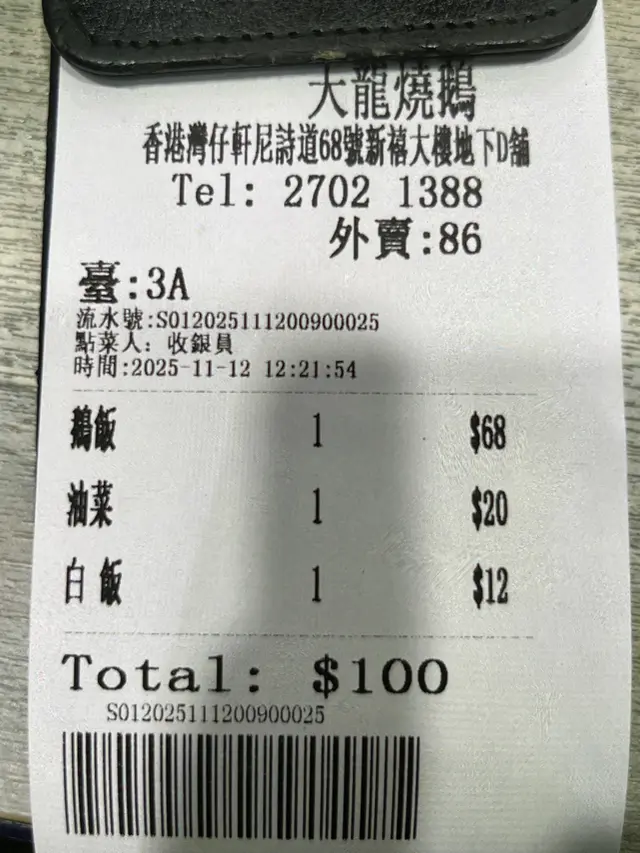 天龍燒鵝
香港灣仔軒尼詩道68號新禧大樓地下D舖
Tel: 2702 1388
外賣:86
臺:3A
流水號:S012025111200900025
點菜人: 收銀員
時間:2025-11-12 12:21:54
鵝飯 1 $68
油菜 1 $20
白飯 1 $12
Total: $100
S012025111200900025